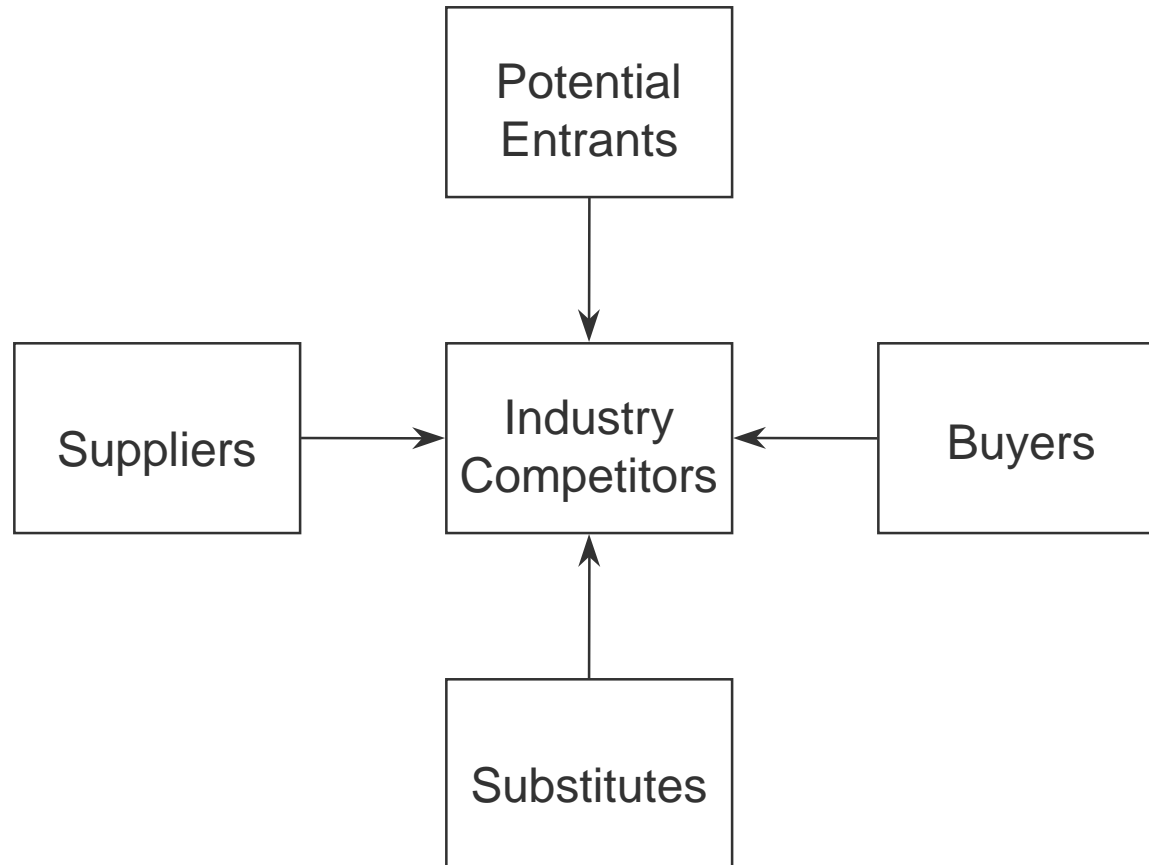 Potential
Entrants
Suppliers
Industry
Competitors
Buyers
Substitutes